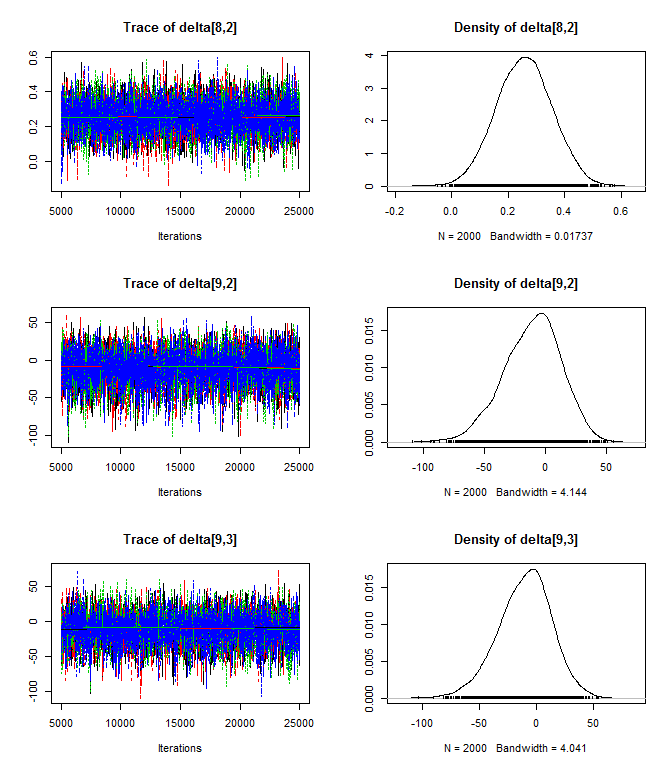 Trace of delta[8,2]
0.0
0.2
0.4
0.6
5000 10000 15000 20000 25000
Iterations
Density of delta[8,2]
0
1
2
3
4
-0.2 0.0 0.2 0.4 0.6
N = 2000 Bandwidth = 0.01737
Trace of delta[9,2]
-100
-50
0
50
5000 10000 15000 20000 25000
Iterations
Density of delta[9,2]
0.000
0.005
0.010
0.015
-100 -50 0 50
N = 2000 Bandwidth = 4.144
Trace of delta[9,3]
-100
-50
0
50
5000 10000 15000 20000 25000
Iterations
Density of delta[9,3]
0.000
0.005
0.010
0.015
-100 -50 0 50
N = 2000 Bandwidth = 4.041